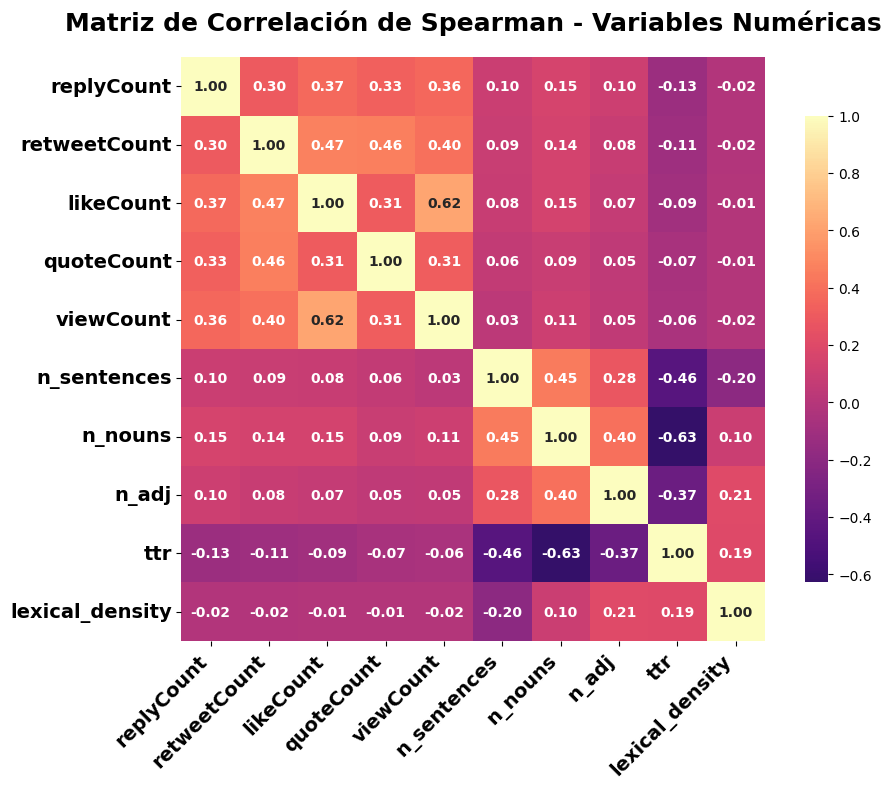 Matriz de Correlación de Spearman - Variables Numéricas
replyCount 1.00 0.30 0.37 0.33 0.36 0.10 0.15 0.10 -0.13 -0.02
retweetCount 0.30 1.00 0.47 0.46 0.40 0.09 0.14 0.08 -0.11 -0.02
likeCount 0.37 0.47 1.00 0.31 0.62 0.08 0.15 0.07 -0.09 -0.01
quoteCount 0.33 0.46 0.31 1.00 0.31 0.06 0.09 0.05 -0.07 -0.01
viewCount 0.36 0.40 0.62 0.31 1.00 0.03 0.11 0.05 -0.06 -0.02
n_sentences 0.10 0.09 0.08 0.06 0.03 1.00 0.45 0.28 -0.46 -0.20
n_nouns 0.15 0.14 0.15 0.09 0.11 0.45 1.00 0.40 -0.63 0.10
n_adj 0.10 0.08 0.07 0.05 0.05 0.28 0.40 1.00 -0.37 0.21
ttr -0.13 -0.11 -0.09 -0.07 -0.06 -0.46 -0.63 -0.37 1.00 0.19
lexical_density -0.02 -0.02 -0.01 -0.01 -0.02 -0.20 0.10 0.21 0.19 1.00
replyCount retweetCount likeCount quoteCount viewCount n_sentences n_nouns n_adj ttr lexical_density
1.0
0.8
0.6
0.4
0.2
0.0
−0.2
−0.4
−0.6